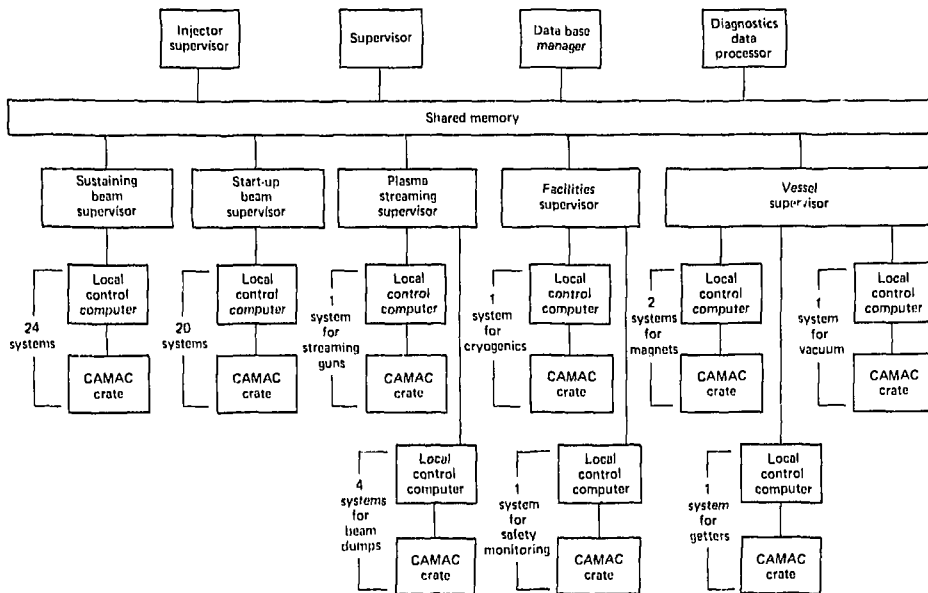 Injector
supervisor
Supervisor
Data base
manager
Diagnostics
data
processor
Shared memory
Sustaining
beam
supervisor
Start-up
beam
supervisor
Plasma
streaming
supervisor
Facilities
supervisor
Vessel
supervisor
24
systems
Local
control
computer
CAMAC
crate
20
systems
Local
control
computer
CAMAC
crate
1
system for
streaming
guns
Local
control
computer
CAMAC
crate
1
system for
cryogenics
Local
control
computer
CAMAC
crate
2
systems for
magnets
Local
control
computer
CAMAC
crate
1
system for
vacuum
Local
control
computer
CAMAC
crate
4
systems for
beam
dumps
Local
control
computer
CAMAC
crate
1
system for
safety
monitoring
Local
control
computer
CAMAC
crate
1
system for
getters
Local
control
computer
CAMAC
crate